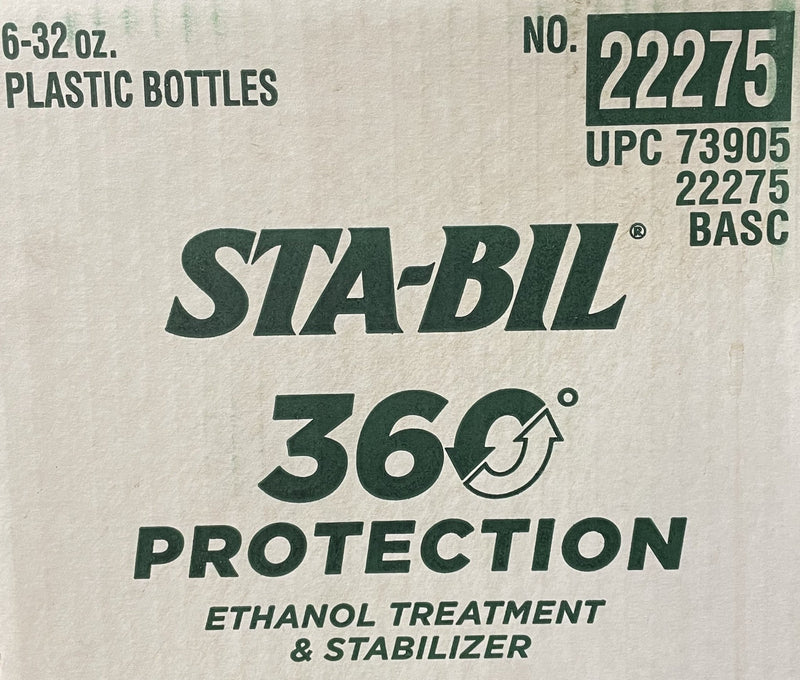 6-32 oz.
PLASTIC BOTTLES
NO. 22275
UPC 73905
22275
BASC
STA-BIL®
360°
PROTECTION
ETHANOL TREATMENT
& STABILIZER